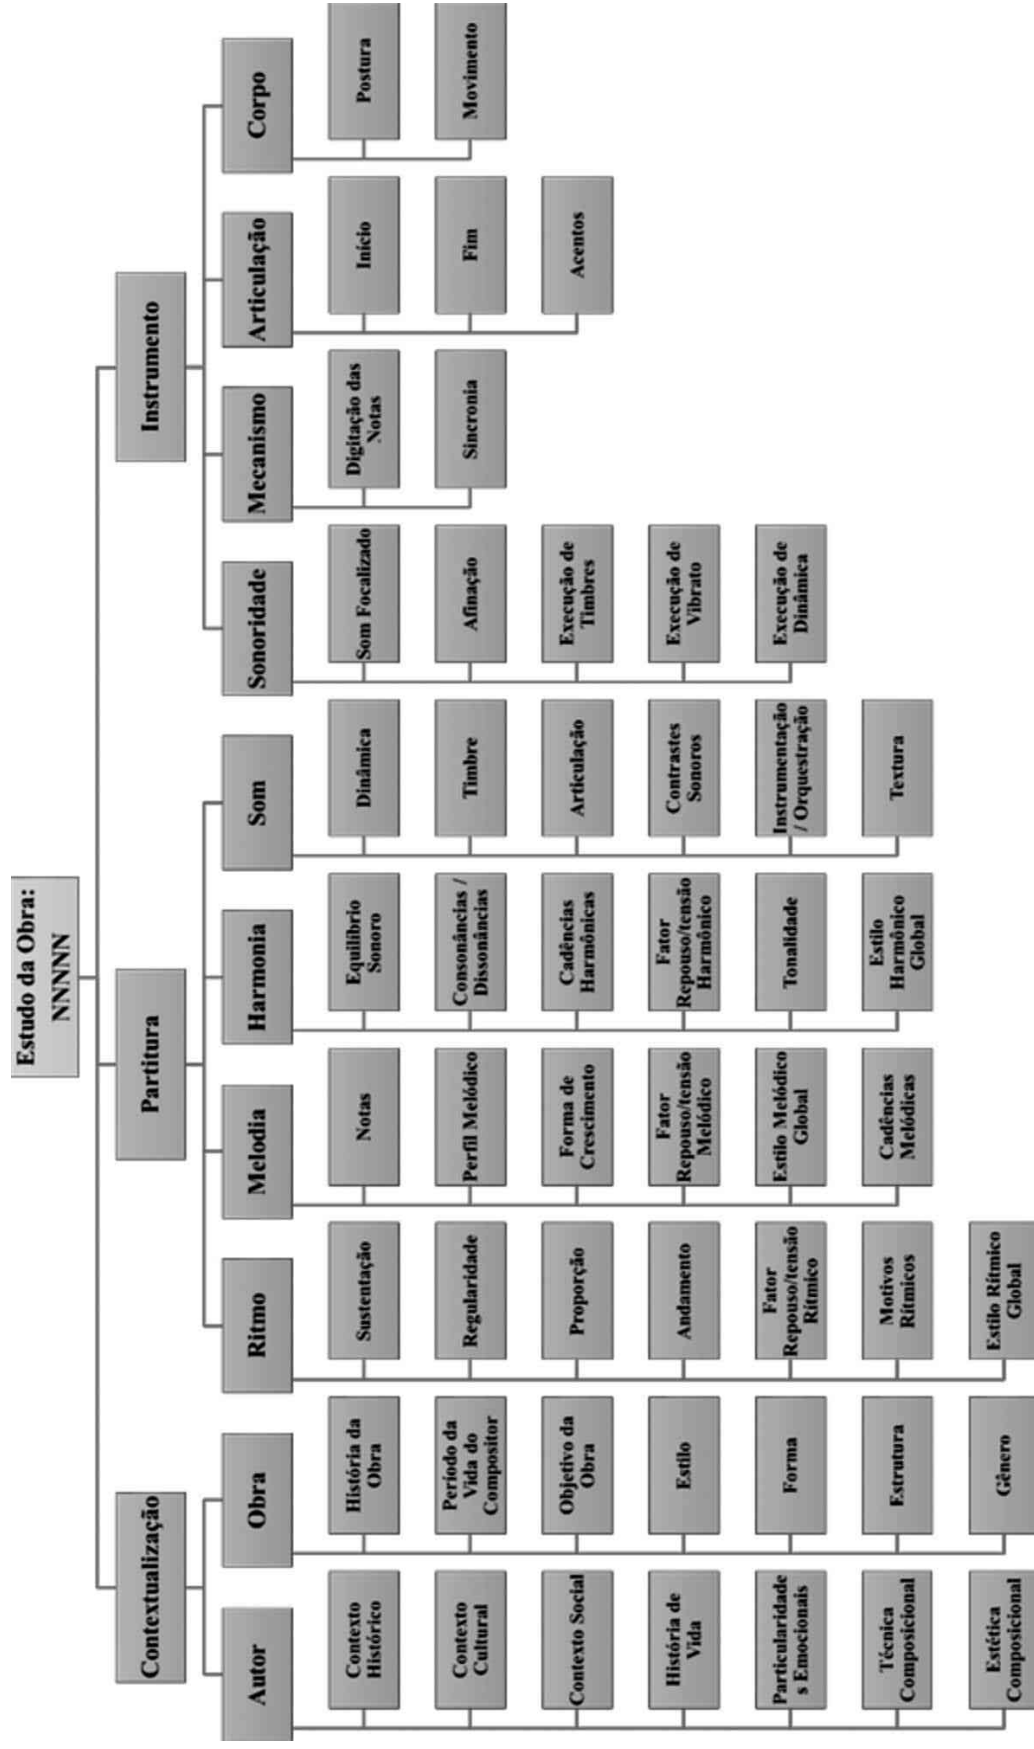 Estudo da Obra:
NNNNN
Contextualização
Autor
Contexto
Histórico
Contexto
Cultural
Contexto Social
História de
Vida
Particularidade
s Emocionais
Técnica
Composicional
Estética
Composicional
Obra
História da
Obra
Período da
Vida do
Compositor
Objetivo da
Obra
Estilo
Forma
Estrutura
Gênero
Partitura
Ritmo
Sustentação
Regularidade
Proporção
Andamento
Fator
Repouso/tensão
Rítmico
Motivos
Rítmicos
Estilo Rítmico
Global
Melodia
Notas
Perfil Melódico
Forma de
Crescimento
Fator
Repouso/tensão
Melódico
Estilo Melódico
Global
Cadências
Melódicas
Harmonia
Equilíbrio
Sonoro
Consonâncias /
Dissonâncias
Cadências
Harmônicas
Fator
Repouso/tensão
Harmônico
Tonalidade
Estilo
Harmônico
Global
Som
Dinâmica
Timbre
Articulação
Contrastes
Sonoros
Instrumentação
/ Orquestração
Textura
Instrumento
Sonoridade
Som Focalizado
Afinação
Execução de
Timbres
Execução de
Vibrato
Execução de
Dinâmica
Mecanismo
Digitação das
Notas
Sincronia
Articulação
Início
Fim
Acentos
Corpo
Postura
Movimento